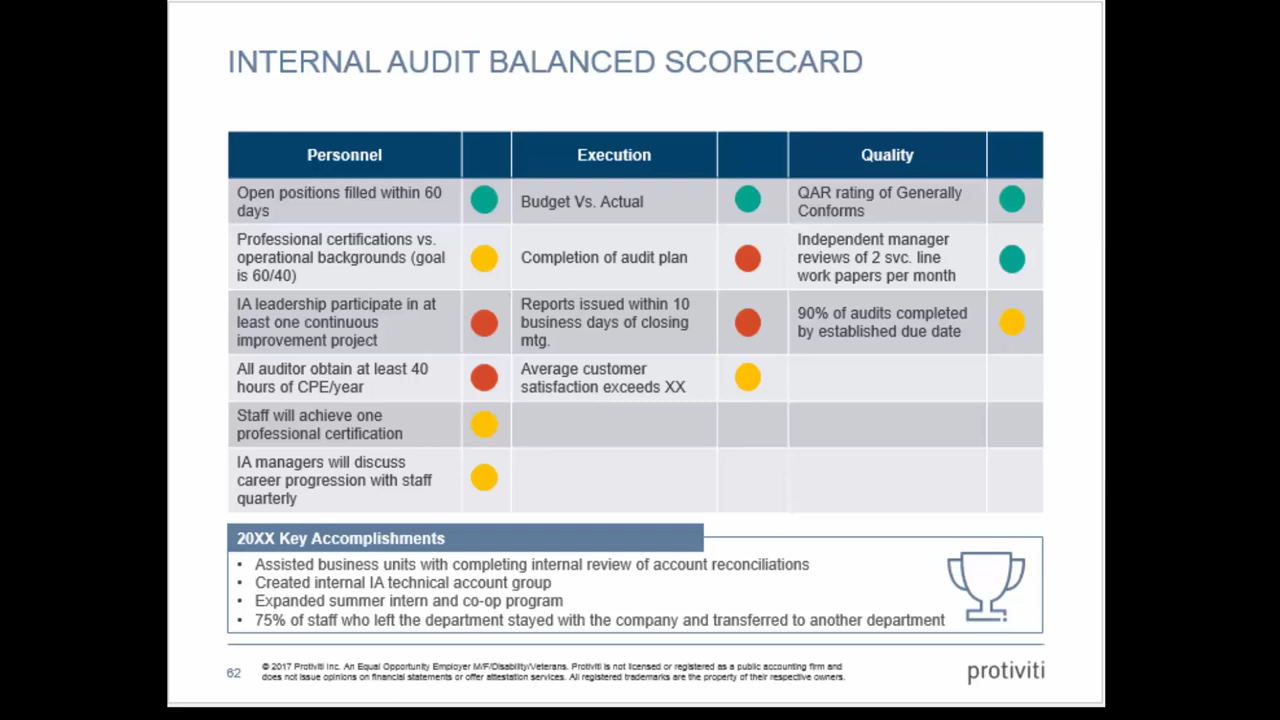 INTERNAL AUDIT BALANCED SCORECARD
Personnel
Execution
Quality
Open positions filled within 60
days
Budget Vs. Actual
QAR rating of Generally
Conforms
Professional certifications vs.
operational backgrounds (goal
is 60/40)
Completion of audit plan
Independent manager
reviews of 2 svc. line
work papers per month
IA leadership participate in at
least one continuous
improvement project
Reports issued within 10
business days of closing
mtg.
90% of audits completed
by established due date
All auditor obtain at least 40
hours of CPE/year
Average customer
satisfaction exceeds XX
Staff will achieve one
professional certification
IA managers will discuss
career progression with staff
quarterly
20XX Key Accomplishments
• Assisted business units with completing internal review of account reconciliations
• Created internal IA technical account group
• Expanded summer intern and co-op program
• 75% of staff who left the department stayed with the company and transferred to another department
62
© 2017 Protiviti Inc. An Equal Opportunity Employer M/F/Disability/Veterans. Protiviti is not licensed or registered as a public accounting firm and
does not issue opinions on financial statements or offer attestation services. All registered trademarks are the property of their respective owners.
protiviti